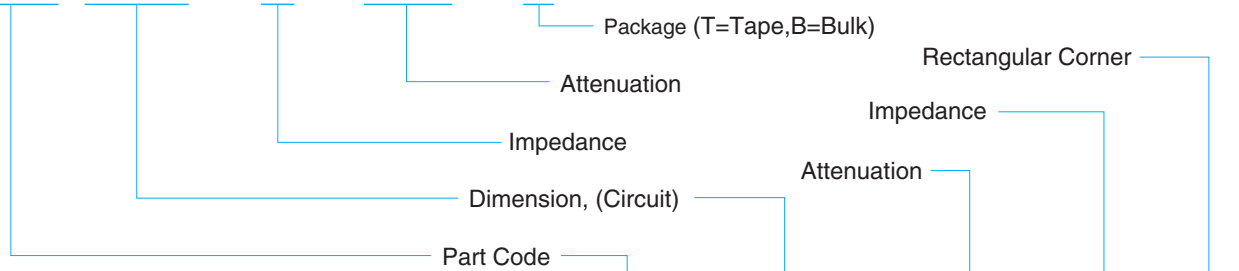 Package (T=Tape,B=Bulk)
Rectangular Corner
Attenuation
Impedance
Impedance
Attenuation
Dimension, (Circuit)
Part Code